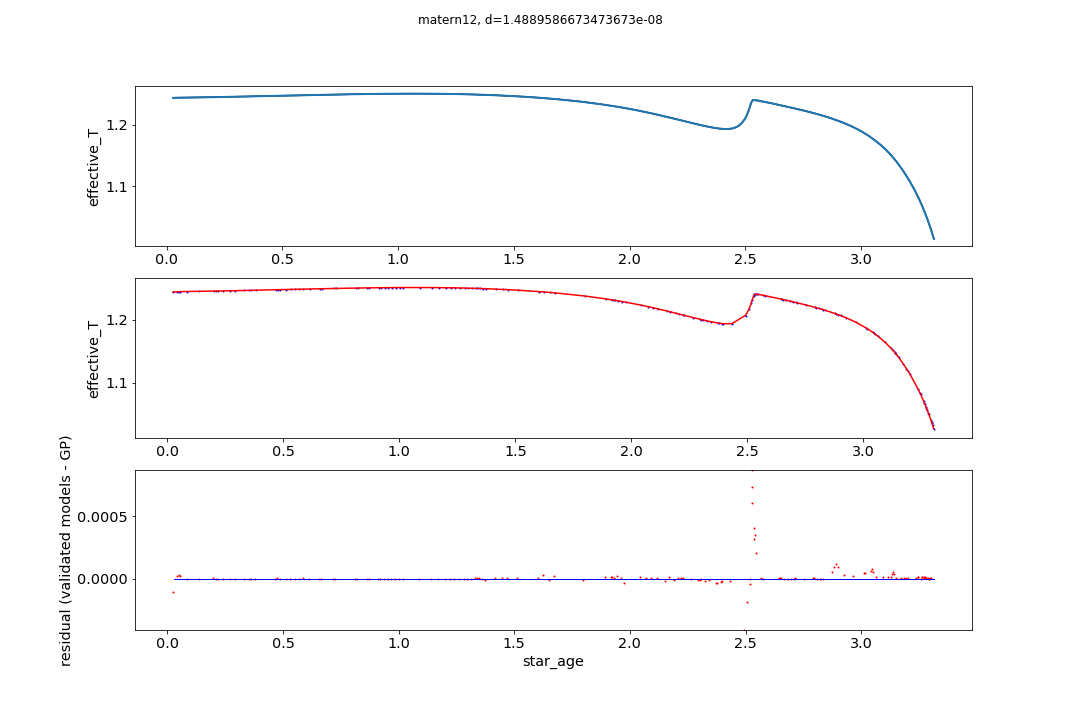 matern12, d=1.4889586673473673e-08
effective_T
1.2
1.1
0.0 0.5 1.0 1.5 2.0 2.5 3.0
effective_T
1.2
1.1
0.0 0.5 1.0 1.5 2.0 2.5 3.0
residual (validated models - GP)
0.0005
0.0000
0.0 0.5 1.0 1.5 2.0 2.5 3.0
star_age